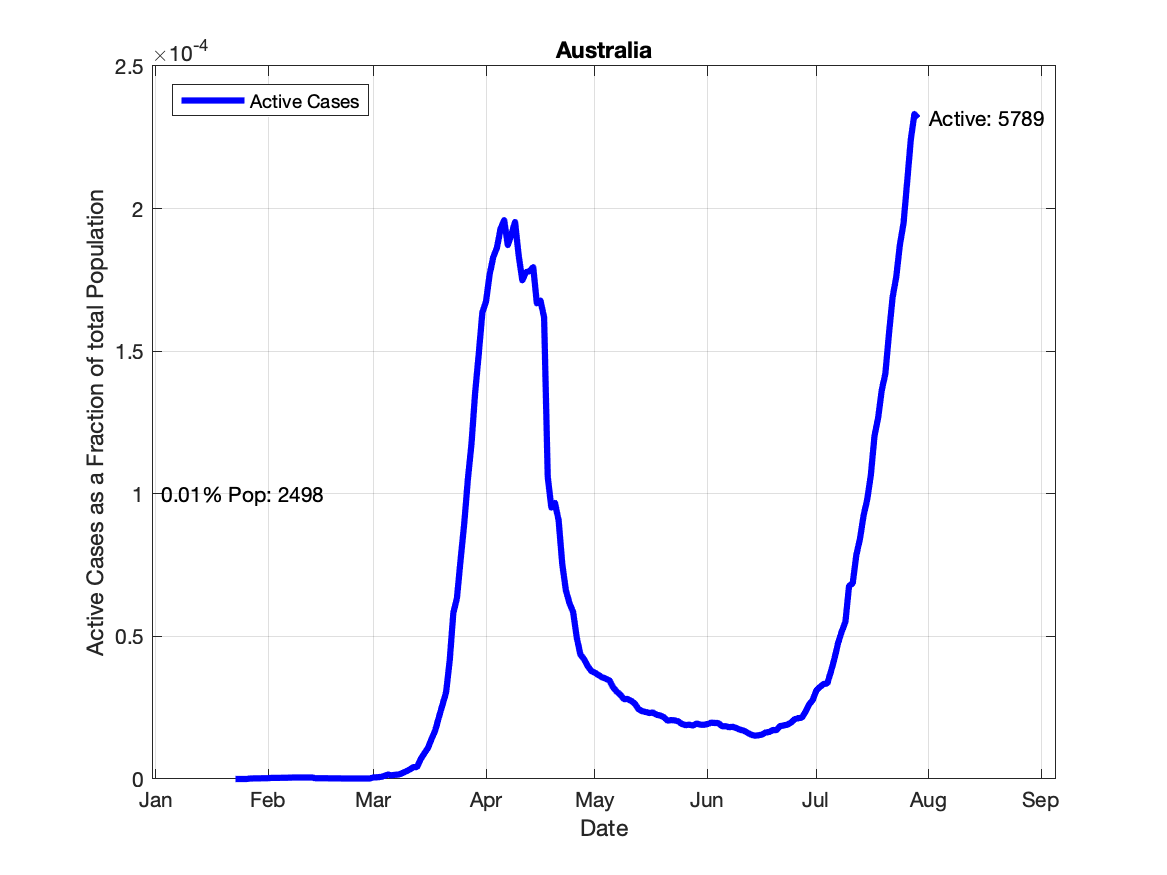 Australia
×10-4
Active Cases
2.5
2
1.5
1
0.5
0
Active: 5789
0.01% Pop: 2498
Active Cases as a Fraction of total Population
Jan Feb Mar Apr May Jun Jul Aug Sep
Date